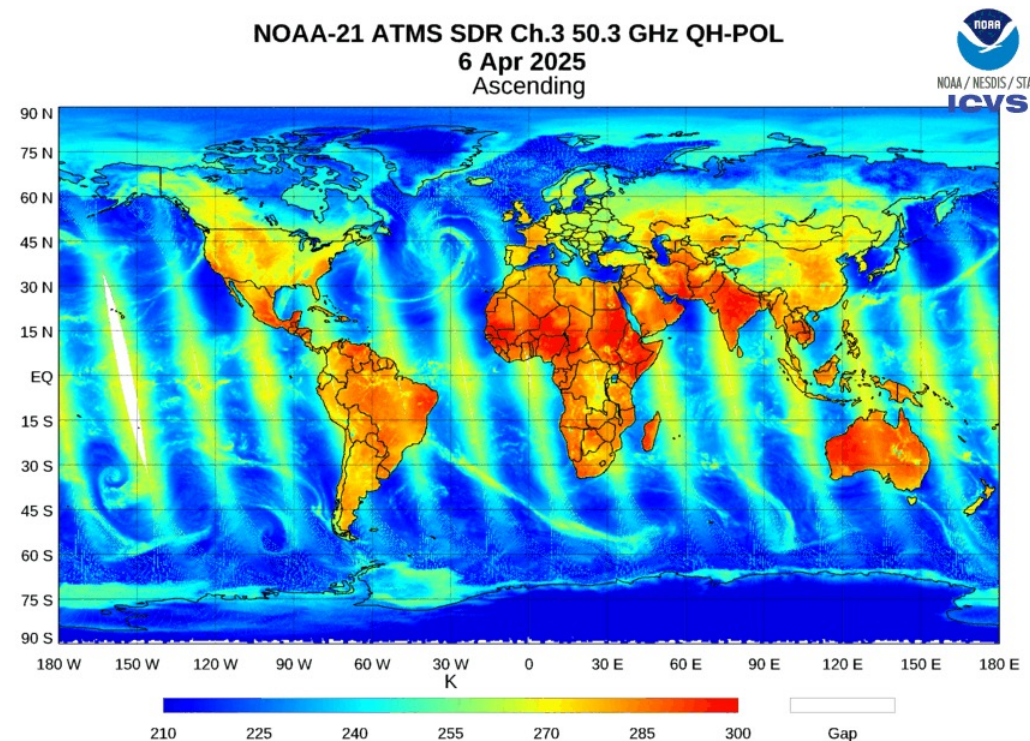 NOAA-21 ATMS SDR Ch.3 50.3 GHz QH-POL
6 Apr 2025
Ascending
NOAA
NOAA / NESDIS / STA
ICVS
90 N
75 N
60 N
45 N
30 N
15 N
EQ
15 S
30 S
45 S
60 S
75 S
90 S
180 W 150 W 120 W 90 W 60 W 30 W 0 30 E 60 E 90 E 120 E 150 E 180 E
K
210 225 240 255 270 285 300 Gap